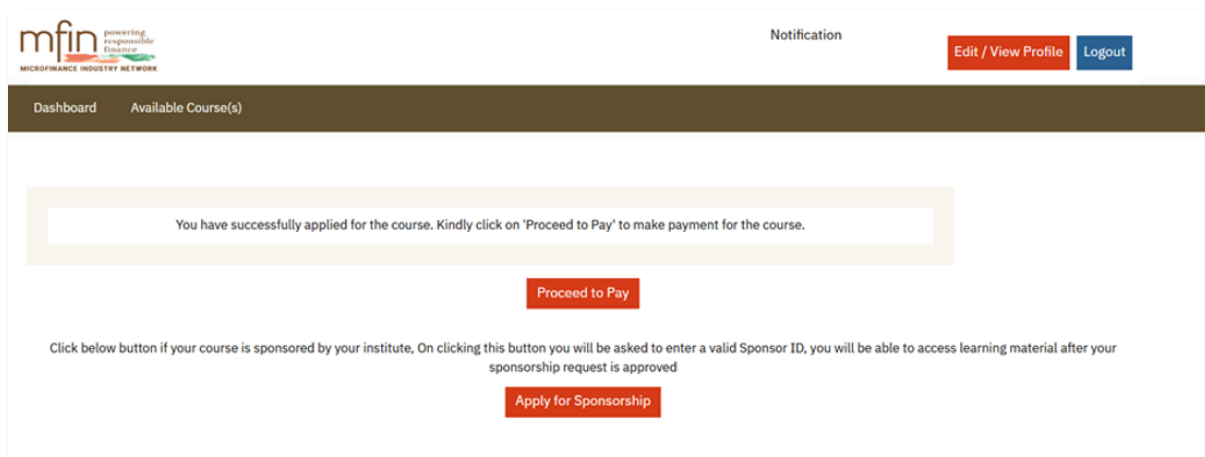 mfin powering
responsible
finance
MICROFINANCE INDUSTRY NETWORK
Notification
Edit / View Profile Logout
Dashboard Available Course(s)
You have successfully applied for the course. Kindly click on 'Proceed to Pay' to make payment for the course.
Proceed to Pay
Click below button if your course is sponsored by your institute, On clicking this button you will be asked to enter a valid Sponsor ID, you will be able to access learning material after your
sponsorship request is approved
Apply for Sponsorship